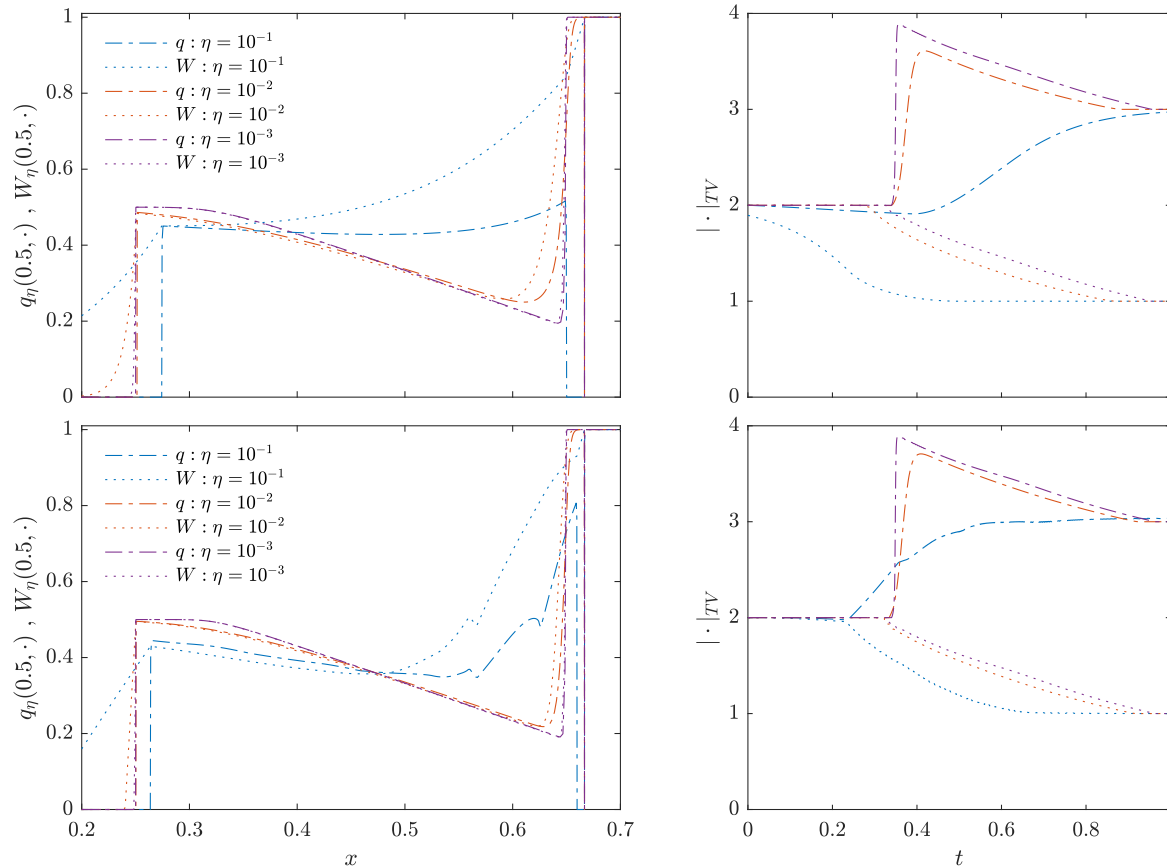 1
0.8
0.6
0.4
0.2
0
q_η(0.5, ·) , W_η(0.5, ·)
q : η = 10⁻¹
W : η = 10⁻¹
q : η = 10⁻²
W : η = 10⁻²
q : η = 10⁻³
W : η = 10⁻³
4
3
2
1
0
| · |_TV
1
0.8
0.6
0.4
0.2
0
q_η(0.5, ·) , W_η(0.5, ·)
q : η = 10⁻¹
W : η = 10⁻¹
q : η = 10⁻²
W : η = 10⁻²
q : η = 10⁻³
W : η = 10⁻³
0.2 0.3 0.4 0.5 0.6 0.7
x
4
3
2
1
0
| · |_TV
0 0.2 0.4 0.6 0.8
t